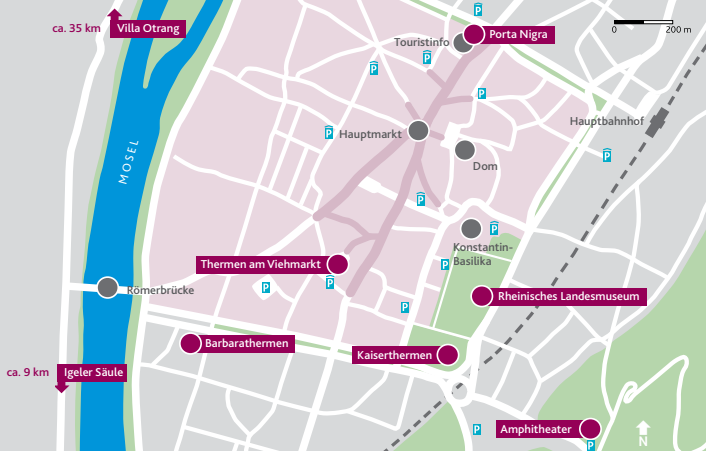 ca. 35 km
Villa Otrang
Touristinfo
Porta Nigra
0
200 m
P
P
P
P
Hauptmarkt
P
Hauptbahnhof
MOSEL
Dom
P
P
P
Konstantin-
Basilika
Thermen am Viehmarkt
P
Römerbrücke
P
P
Rheinisches Landesmuseum
P
Barbarathermen
Kaiserthermen
ca. 9 km
Igeler Säule
P
Amphitheater
P
N